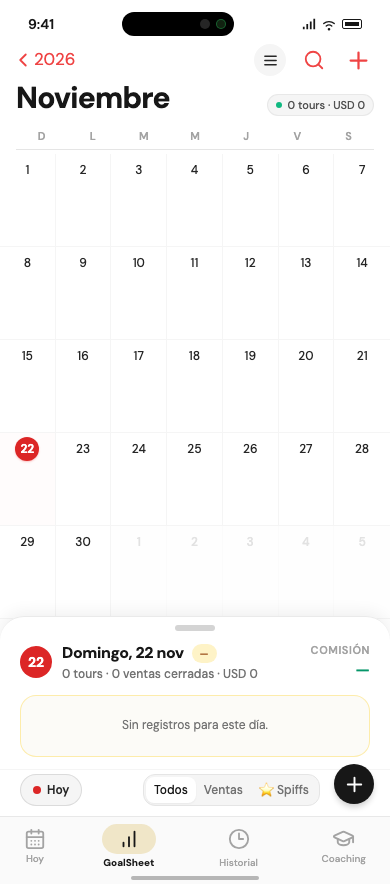 9:41
2026
Noviembre
0 tours · USD 0
D L M M J V S
1 2 3 4 5 6 7
8 9 10 11 12 13 14
15 16 17 18 19 20 21
22 23 24 25 26 27 28
29 30 1 2 3 4 5
22
Domingo, 22 nov –
COMISIÓN
0 tours · 0 ventas cerradas · USD 0
—
Sin registros para este día.
Hoy
Todos Ventas ⭐ Spiffs
Hoy GoalSheet Historial Coaching